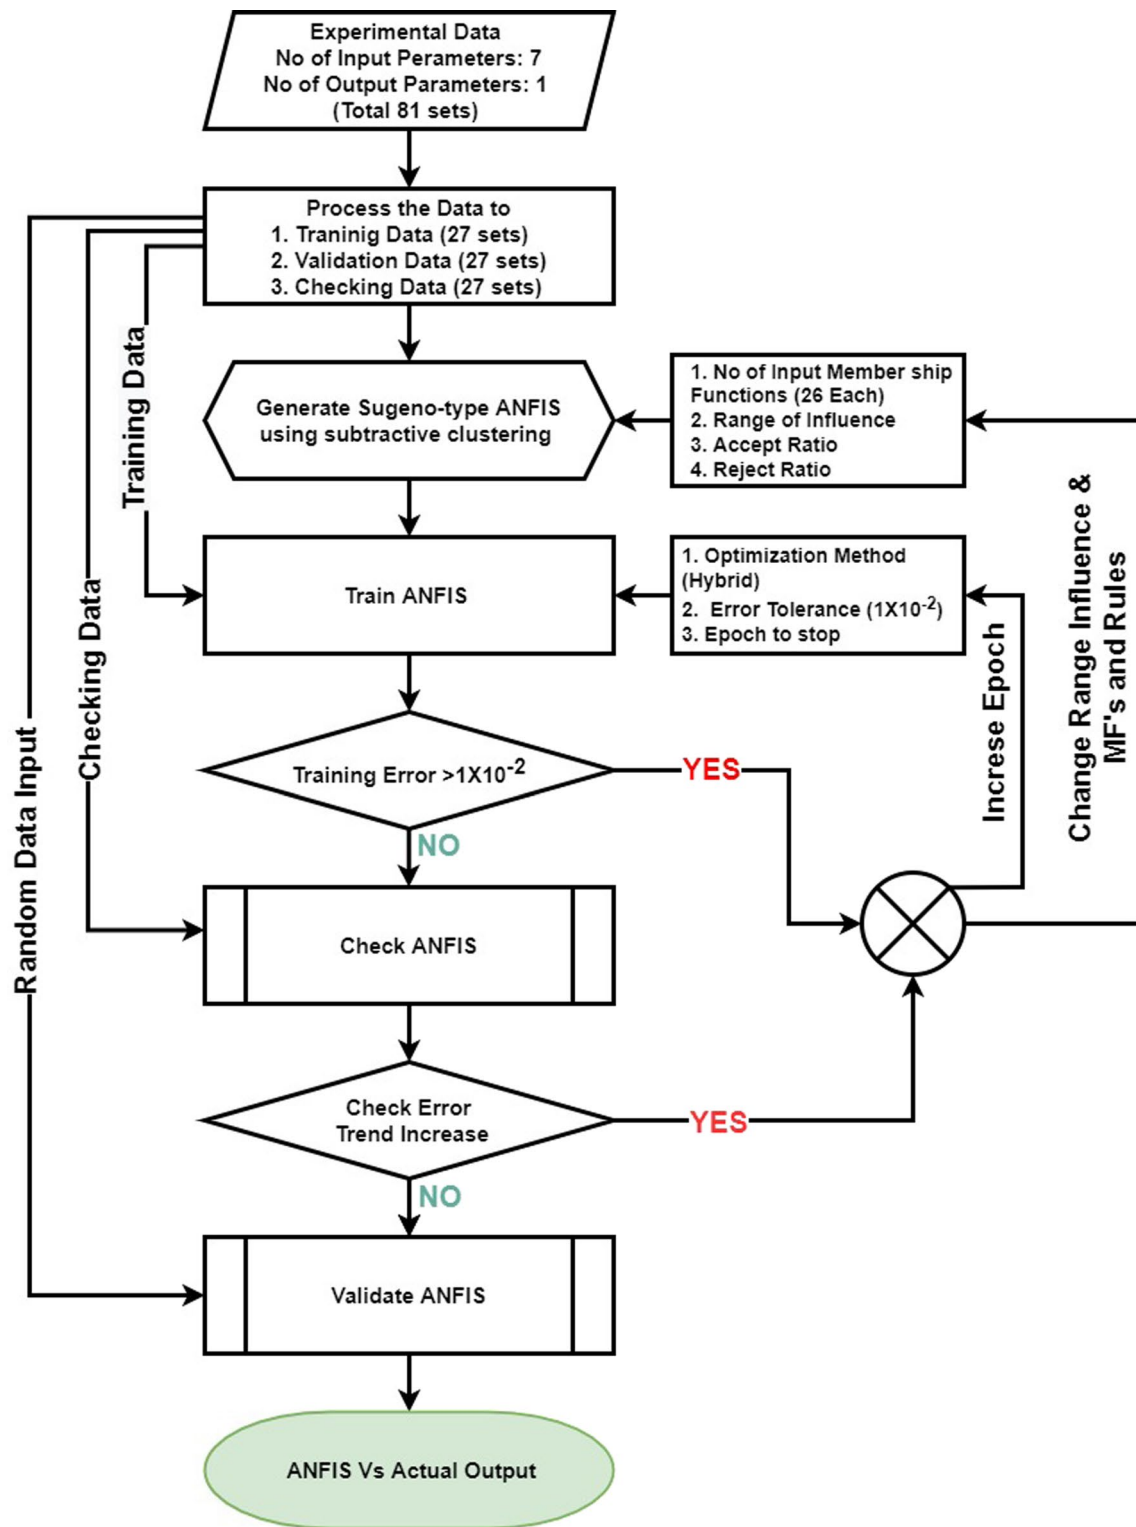 Experimental Data
No of Input Perameters: 7
No of Output Parameters: 1
(Total 81 sets)
Process the Data to
1. Traninig Data (27 sets)
2. Validation Data (27 sets)
3. Checking Data (27 sets)
Training Data
Checking Data
Random Data Input
Generate Sugeno-type ANFIS
using subtractive clustering
1. No of Input Member ship
Functions (26 Each)
2. Range of Influence
3. Accept Ratio
4. Reject Ratio
Train ANFIS
1. Optimization Method
(Hybrid)
2. Error Tolerance (1X10⁻²)
3. Epoch to stop
Increse Epoch
Change Range Influence &
MF's and Rules
Training Error >1X10⁻²
YES
NO
Check ANFIS
Check Error
Trend Increase
YES
NO
Validate ANFIS
ANFIS Vs Actual Output